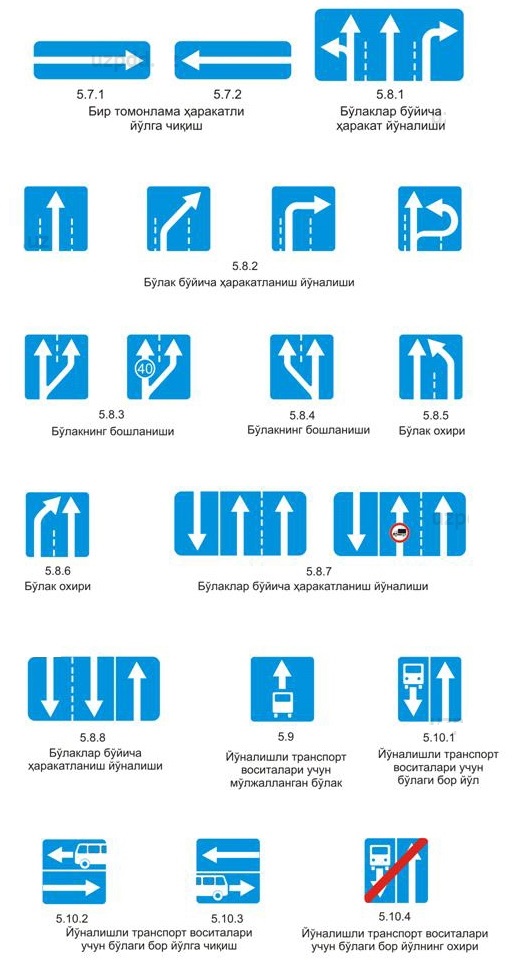 5.7.1 5.7.2
Бир томонлама ҳаракатли
йўлга чиқиш
5.8.1
Бўлаклар бўйича
ҳаракат йўналиши
5.8.2
Бўлак бўйича ҳаракатланиш йўналиши
40
5.8.3
Бўлакнинг бошланиши
5.8.4
Бўлакнинг бошланиши
5.8.5
Бўлак охири
5.8.6
Бўлак охири
5.8.7
Бўлаклар бўйича ҳаракатланиш йўналиши
5.8.8
Бўлаклар бўйича
ҳаракатланиш йўналиши
5.9
Йўналишли транспорт
воситалари учун
мўлжалланган бўлак
5.10.1
Йўналишли транспорт
воситалари учун
бўлаги бор йўл
5.10.2 5.10.3
Йўналишли транспорт воситалари
учун бўлаги бор йўлга чиқиш
5.10.4
Йўналишли транспорт воситалари
учун бўлаги бор йўлнинг охири